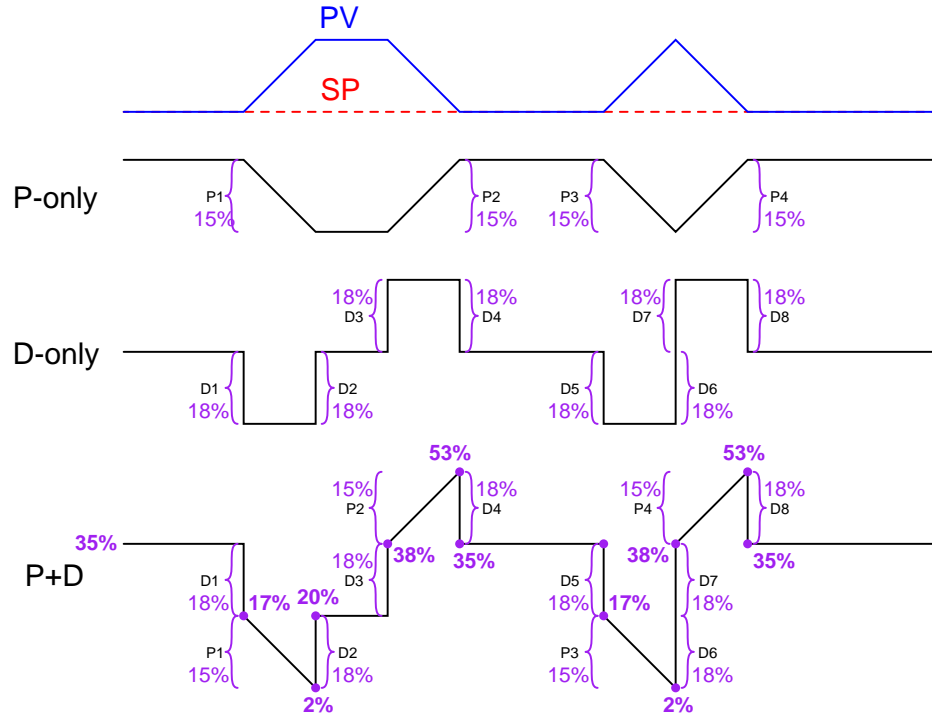 PV
SP
P-only
P1
15%
P2
15%
P3
15%
P4
15%
D-only
18%
D3
18%
D4
18%
D7
18%
D8
D1
18%
D2
18%
D5
18%
D6
18%
P+D
35%
53%
53%
15%
P2
18%
D4
15%
P4
18%
D8
18%
D3
38%
35%
38%
35%
D1
18%
17%
20%
D5
18%
17%
D7
18%
P1
15%
D2
18%
P3
15%
D6
18%
2%
2%